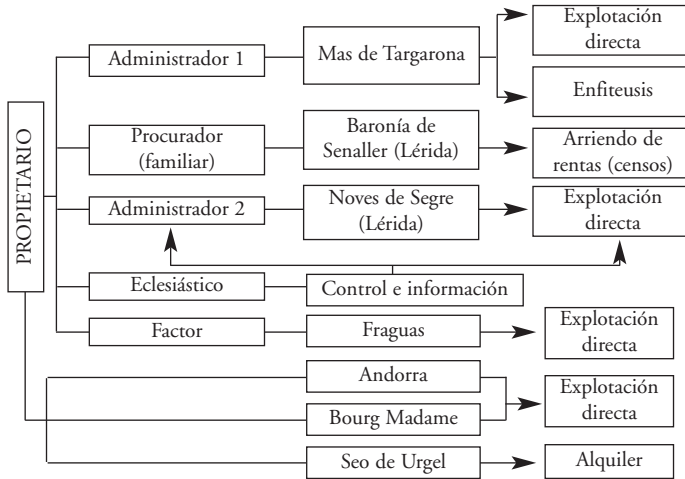 PROPIETARIO
Administrador 1
Mas de Targarona
Explotación
directa
Enfiteusis
Procurador
(familiar)
Baronía de
Senaller (Lérida)
Arriendo de
rentas (censos)
Administrador 2
Noves de Segre
(Lérida)
Explotación
directa
Eclesiástico
Control e información
Factor
Fraguas
Explotación
directa
Andorra
Bourg Madame
Explotación
directa
Seo de Urgel
Alquiler